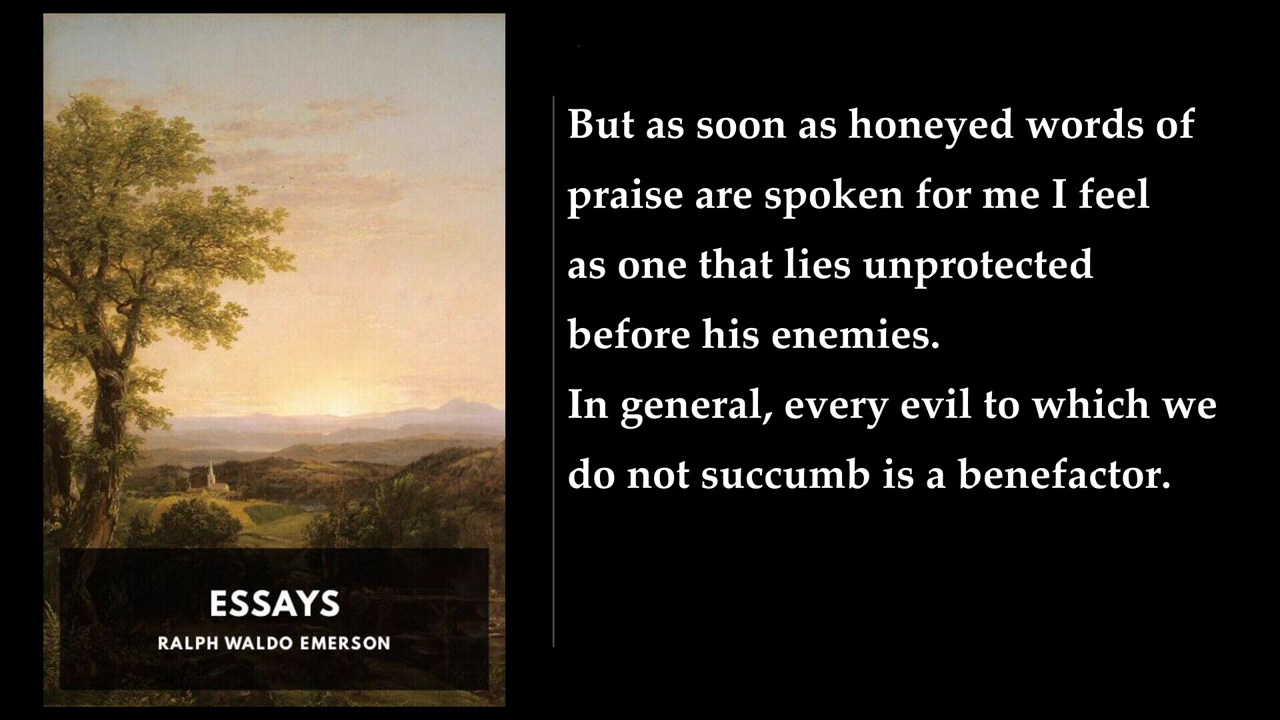 But as soon as honeyed words of
praise are spoken for me I feel
as one that lies unprotected
before his enemies.
In general, every evil to which we
do not succumb is a benefactor.
ESSAYS
RALPH WALDO EMERSON